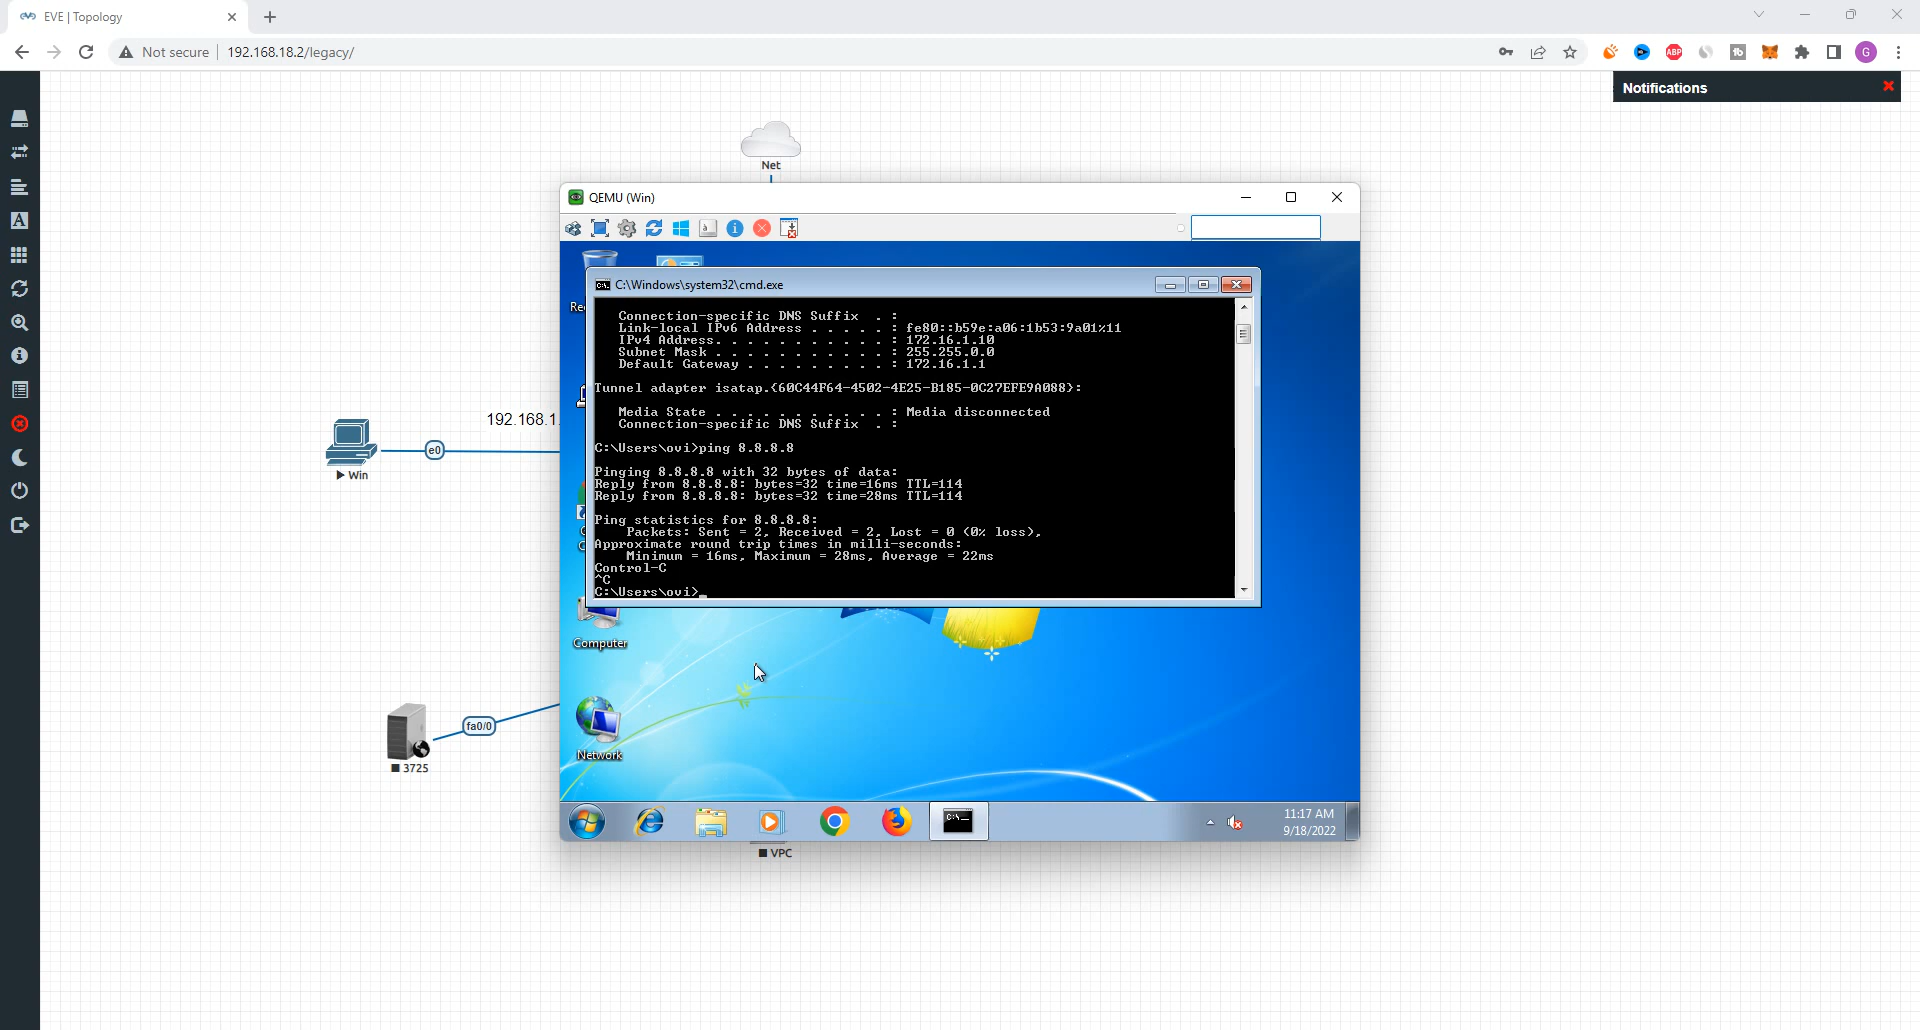 EVE | Topology
Not secure
192.168.18.2/legacy/
ABP
G
Notifications
Net
QEMU (Win)
C:\Windows\system32\cmd.exe
Connection-specific DNS Suffix  . :
Link-local IPv6 Address . . . . . : fe80::b59e:a06:1b53:9a01%11
IPv4 Address. . . . . . . . . . . : 172.16.1.10
Subnet Mask . . . . . . . . . . . : 255.255.0.0
Default Gateway . . . . . . . . . : 172.16.1.1
Tunnel adapter isatap.{60C44F64-4502-4E25-B185-0C27EFE9A088}:
Media State . . . . . . . . . . . : Media disconnected
Connection-specific DNS Suffix  . :
C:\Users\ovi>ping 8.8.8.8
Pinging 8.8.8.8 with 32 bytes of data:
Reply from 8.8.8.8: bytes=32 time=16ms TTL=114
Reply from 8.8.8.8: bytes=32 time=28ms TTL=114
Ping statistics for 8.8.8.8:
Packets: Sent = 2, Received = 2, Lost = 0 (0% loss),
Approximate round trip times in milli-seconds:
Minimum = 16ms, Maximum = 28ms, Average = 22ms
Control-C
^C
C:\Users\ovi>_
192.168.1.
e0
Win
Computer
Network
fa0/0
3725
11:17 AM
9/18/2022
VPC